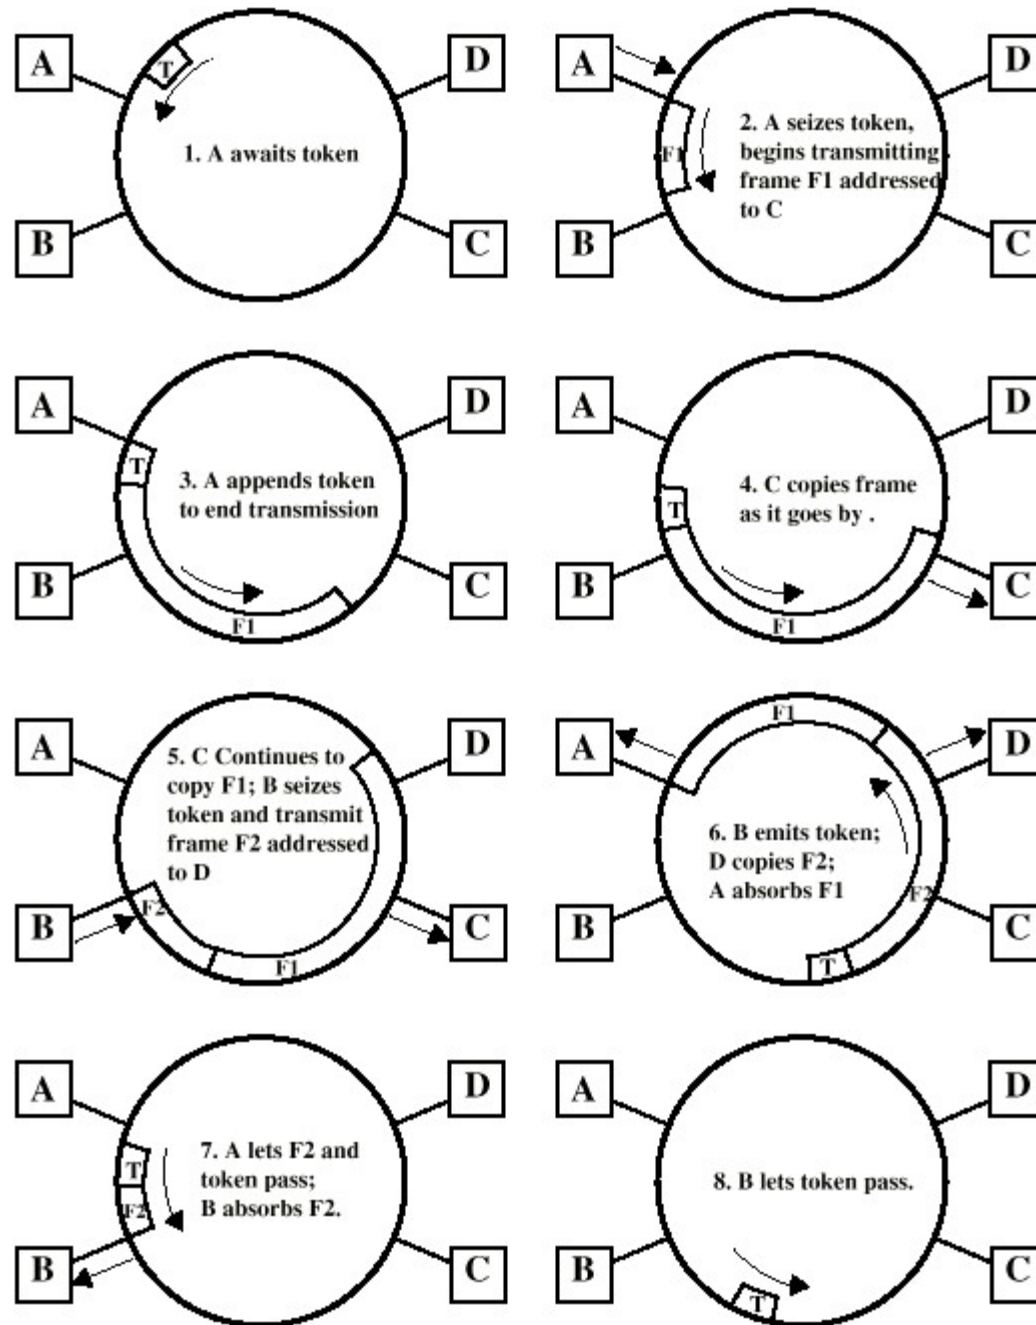 A
D
T
1. A awaits token
B
C
A
D
2. A seizes token,
begins transmitting
F1
frame F1 addressed
to C
B
C
A
D
T
3. A appends token
to end transmission
B
C
F1
A
D
4. C copies frame
as it goes by .
T
B
C
F1
A
D
5. C Continues to
copy F1; B seizes
token and transmit
frame F2 addressed
to D
B
F2
C
F1
F1
A
D
6. B emits token;
D copies F2;
A absorbs F1
F2
B
C
T
A
D
7. A lets F2 and
token pass;
B absorbs F2.
T
F2
B
C
A
D
8. B lets token pass.
B
C
T